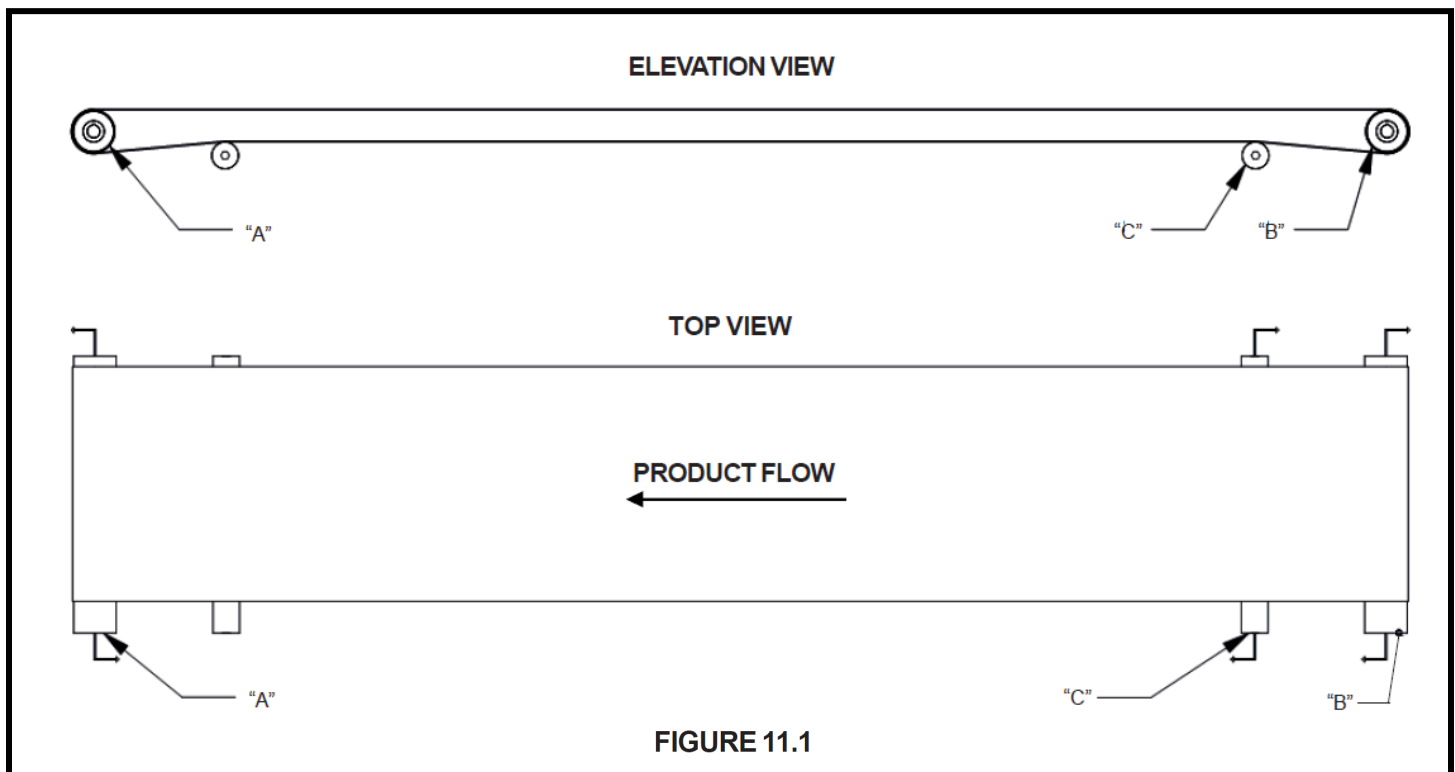 ELEVATION VIEW
“A”
“C”
“B”
TOP VIEW
PRODUCT FLOW
“A”
“C”
“B”
FIGURE 11.1